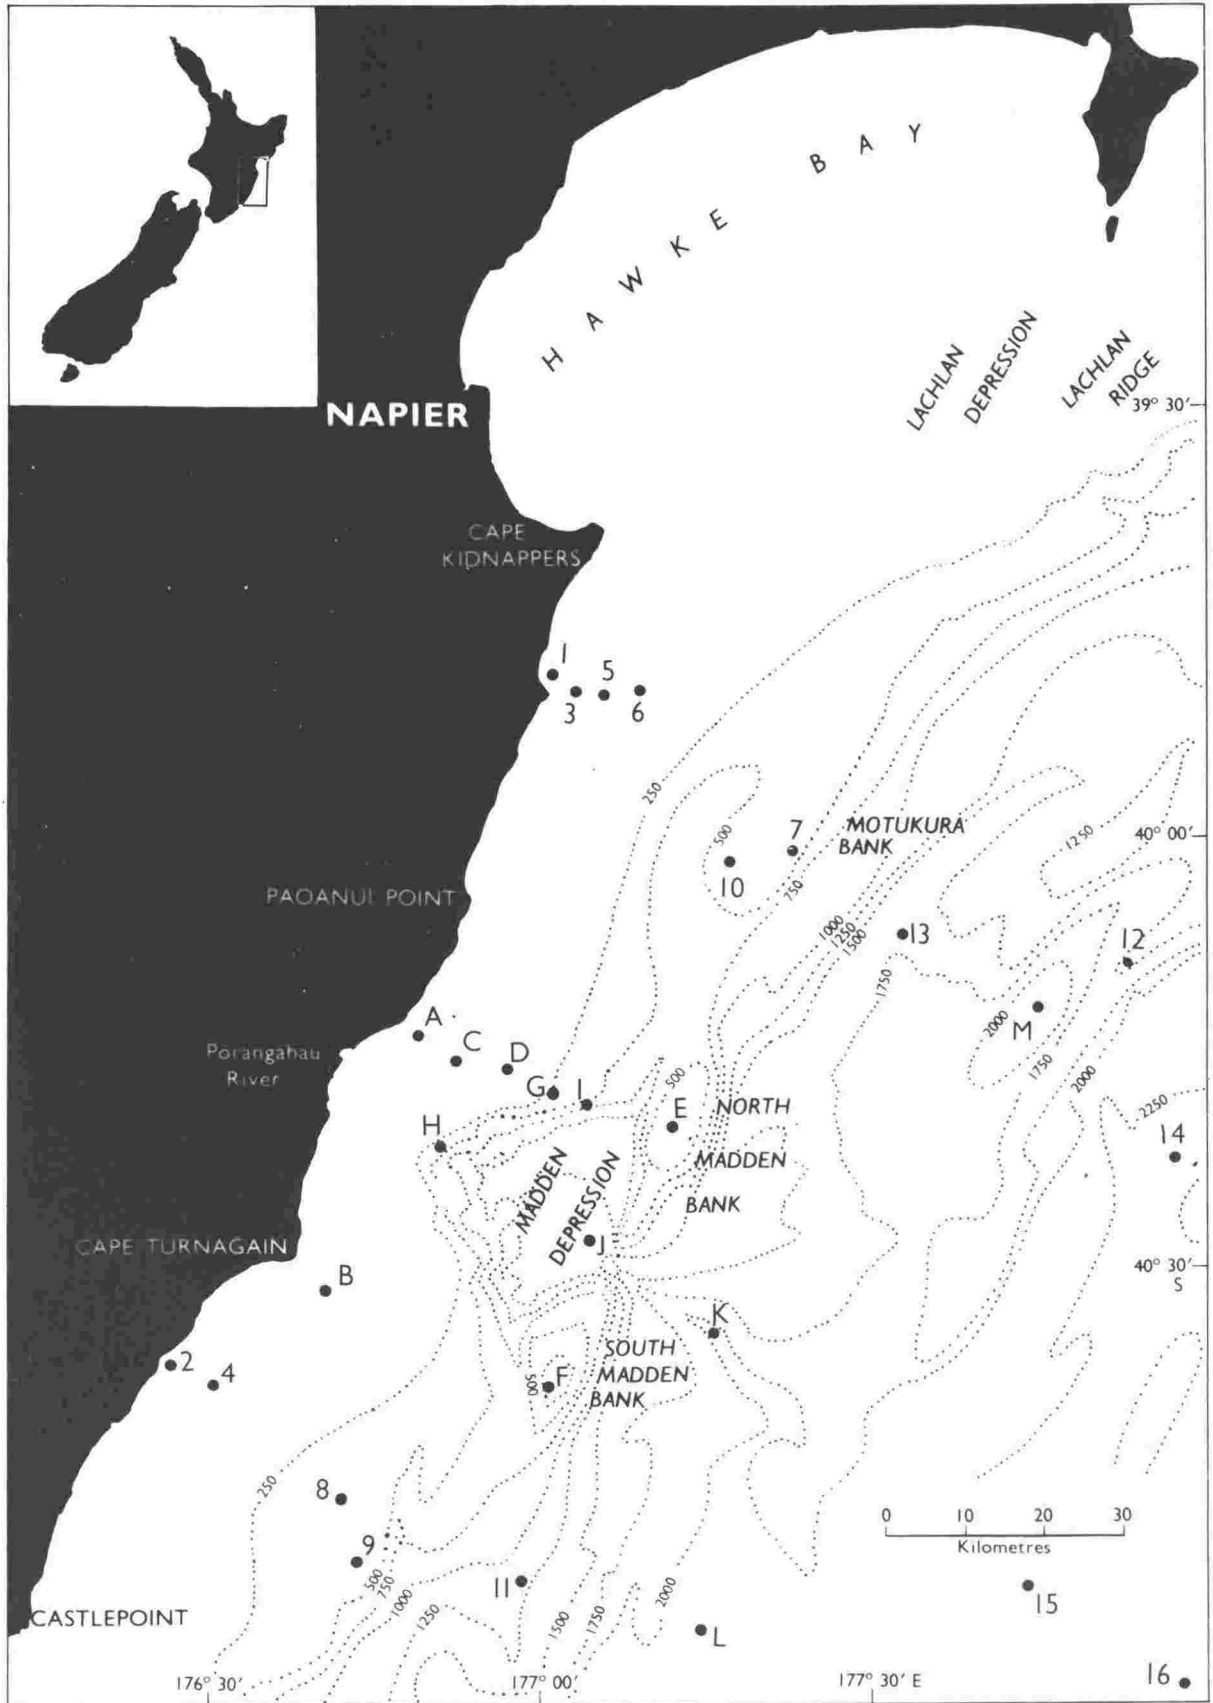 HAWKE BAY
LACHLAN
DEPRESSION
LACHLAN
RIDGE
NAPIER
39° 30′
CAPE
KIDNAPPERS
1
5
3
6
250
500
7
MOTUKURA
BANK
1250
40° 00′
10
750
PAOANUI POINT
1000
1250
1500
13
12
1750
2000
M
A
C
D
Porangahau
River
1750
2000
G
I
500
2250
H
E
NORTH
MADDEN
BANK
14
MADDEN
DEPRESSION
CAPE TURNAGAIN
J
40° 30′
S
B
K
SOUTH
MADDEN
BANK
2
4
F
500
250
8
9
0 10 20 30
Kilometres
500
750
1000
1250
11
1500
1750
2000
15
L
CASTLEPOINT
176° 30′
177° 00′
177° 30′ E
16